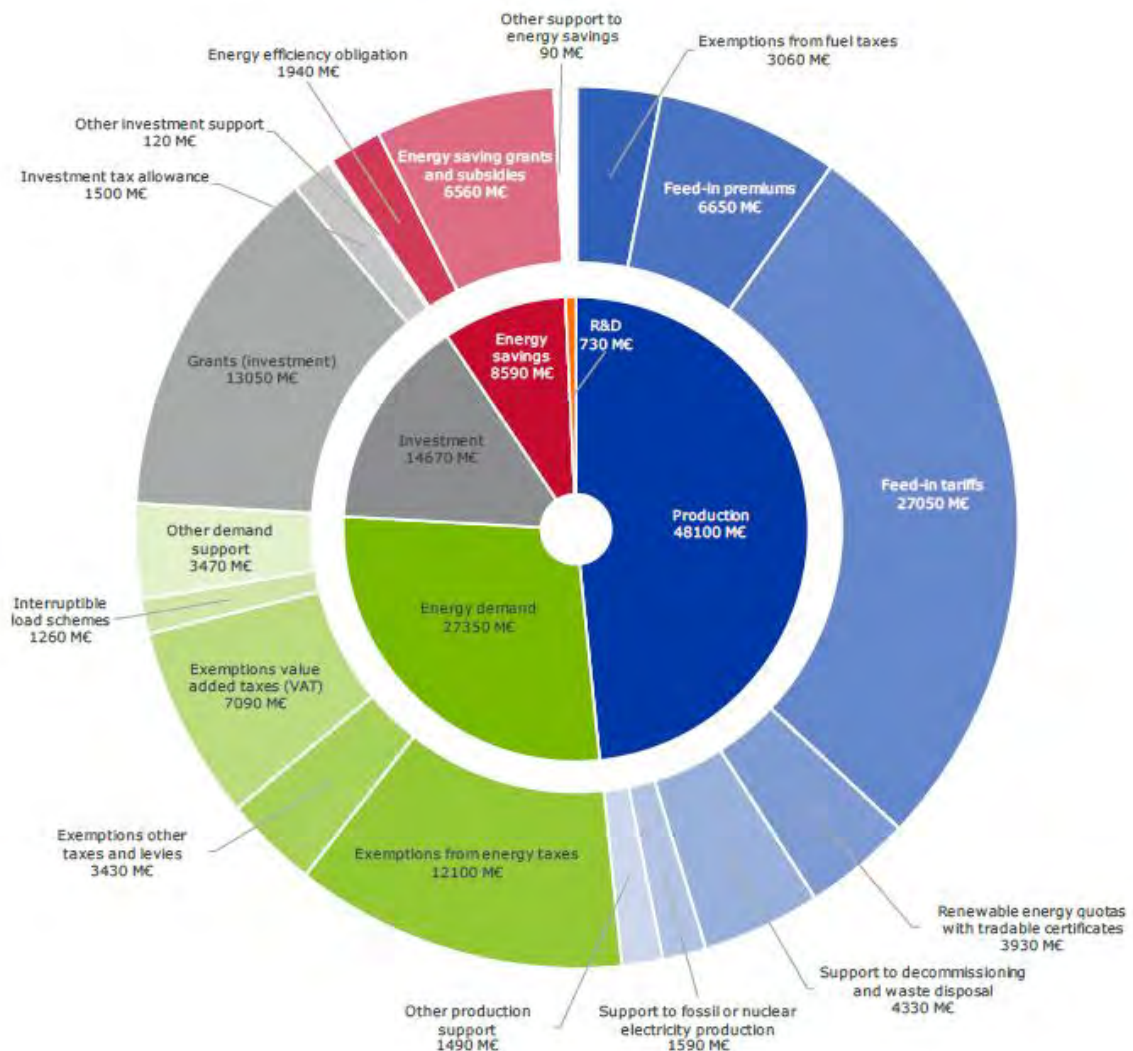 Other support to
energy savings
90 M€
Exemptions from fuel taxes
3060 M€
Energy efficiency obligation
1940 M€
Other investment support
120 M€
Investment tax allowance
1500 M€
Energy saving grants
and subsidies
6560 M€
Feed-in premiums
6650 M€
R&D
730 M€
Energy
savings
8590 M€
Grants (investment)
13050 M€
Investment
14670 M€
Feed-in tariffs
27050 M€
Production
48100 M€
Other demand
support
3470 M€
Energy demand
27350 M€
Interruptible
load schemes
1260 M€
Exemptions value
added taxes (VAT)
7090 M€
Exemptions other
taxes and levies
3430 M€
Exemptions from energy taxes
12100 M€
Renewable energy quotas
with tradable certificates
3930 M€
Support to decommissioning
and waste disposal
4330 M€
Other production
support
1490 M€
Support to fossil or nuclear
electricity production
1590 M€